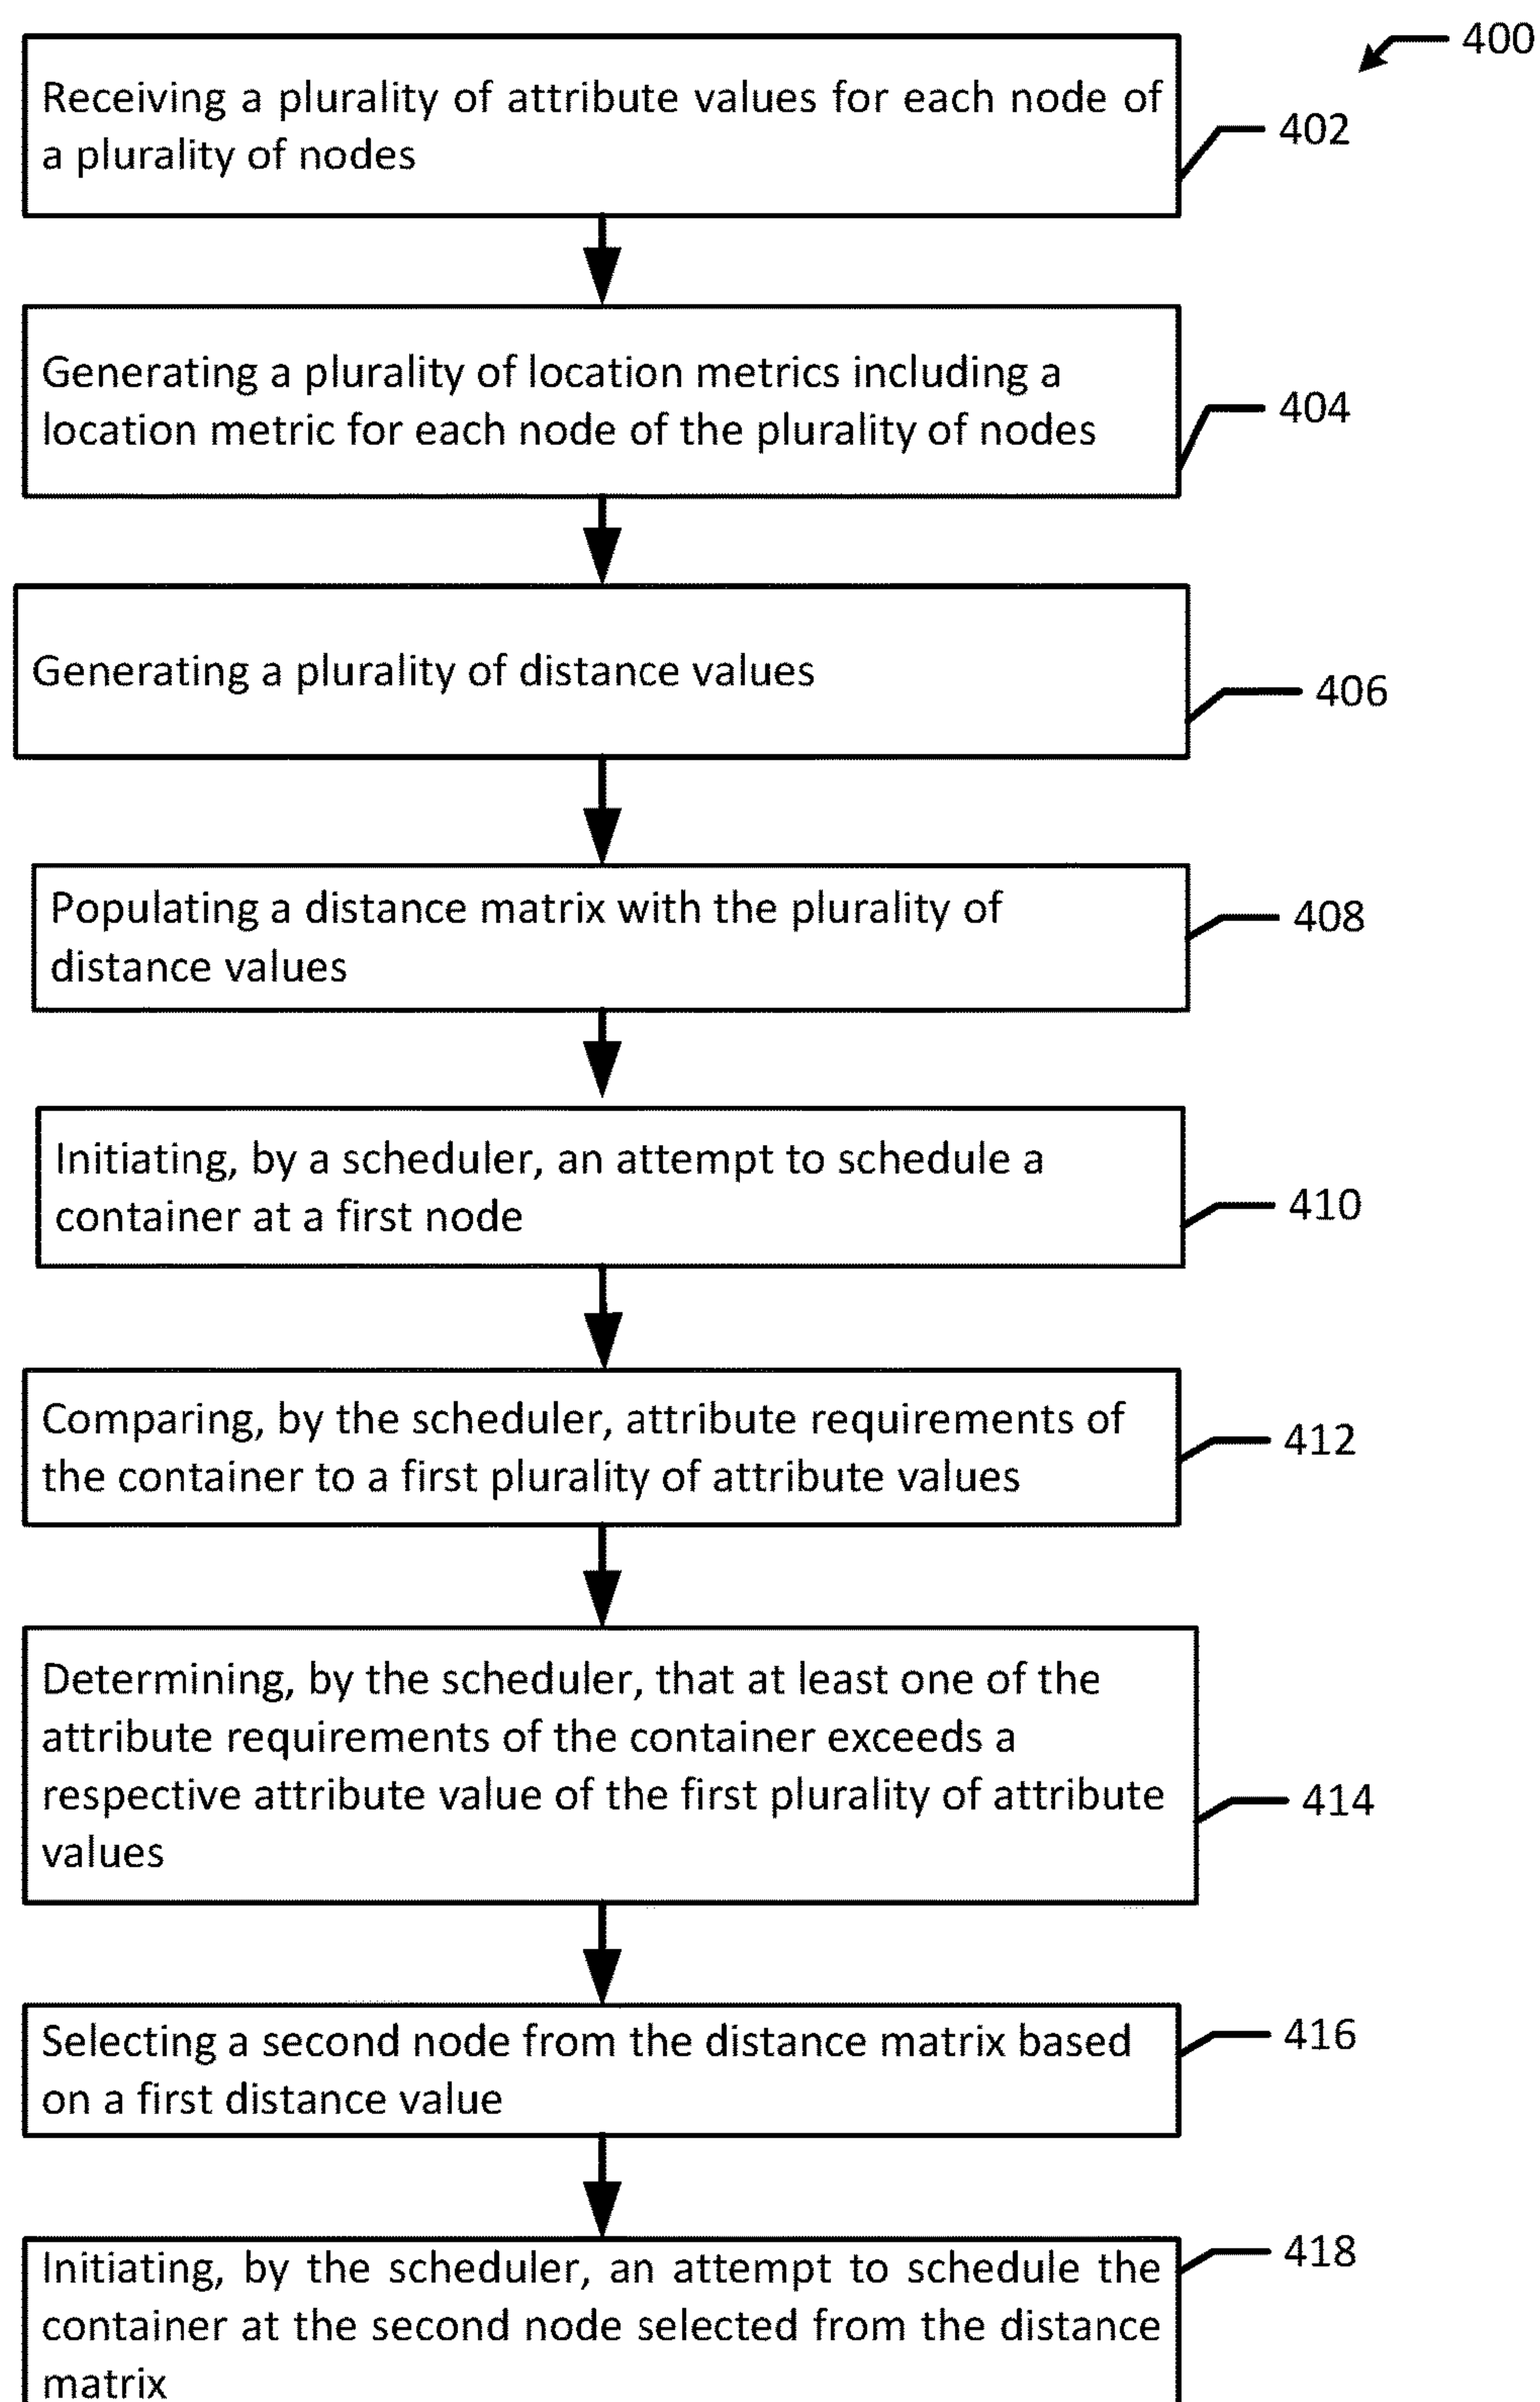 400
Receiving a plurality of attribute values for each node of
a plurality of nodes
402
Generating a plurality of location metrics including a
location metric for each node of the plurality of nodes
404
Generating a plurality of distance values
406
Populating a distance matrix with the plurality of
distance values
408
Initiating, by a scheduler, an attempt to schedule a
container at a first node
410
Comparing, by the scheduler, attribute requirements of
the container to a first plurality of attribute values
412
Determining, by the scheduler, that at least one of the
attribute requirements of the container exceeds a
respective attribute value of the first plurality of attribute
values
414
Selecting a second node from the distance matrix based
on a first distance value
416
Initiating, by the scheduler, an attempt to schedule the
container at the second node selected from the distance
matrix
418